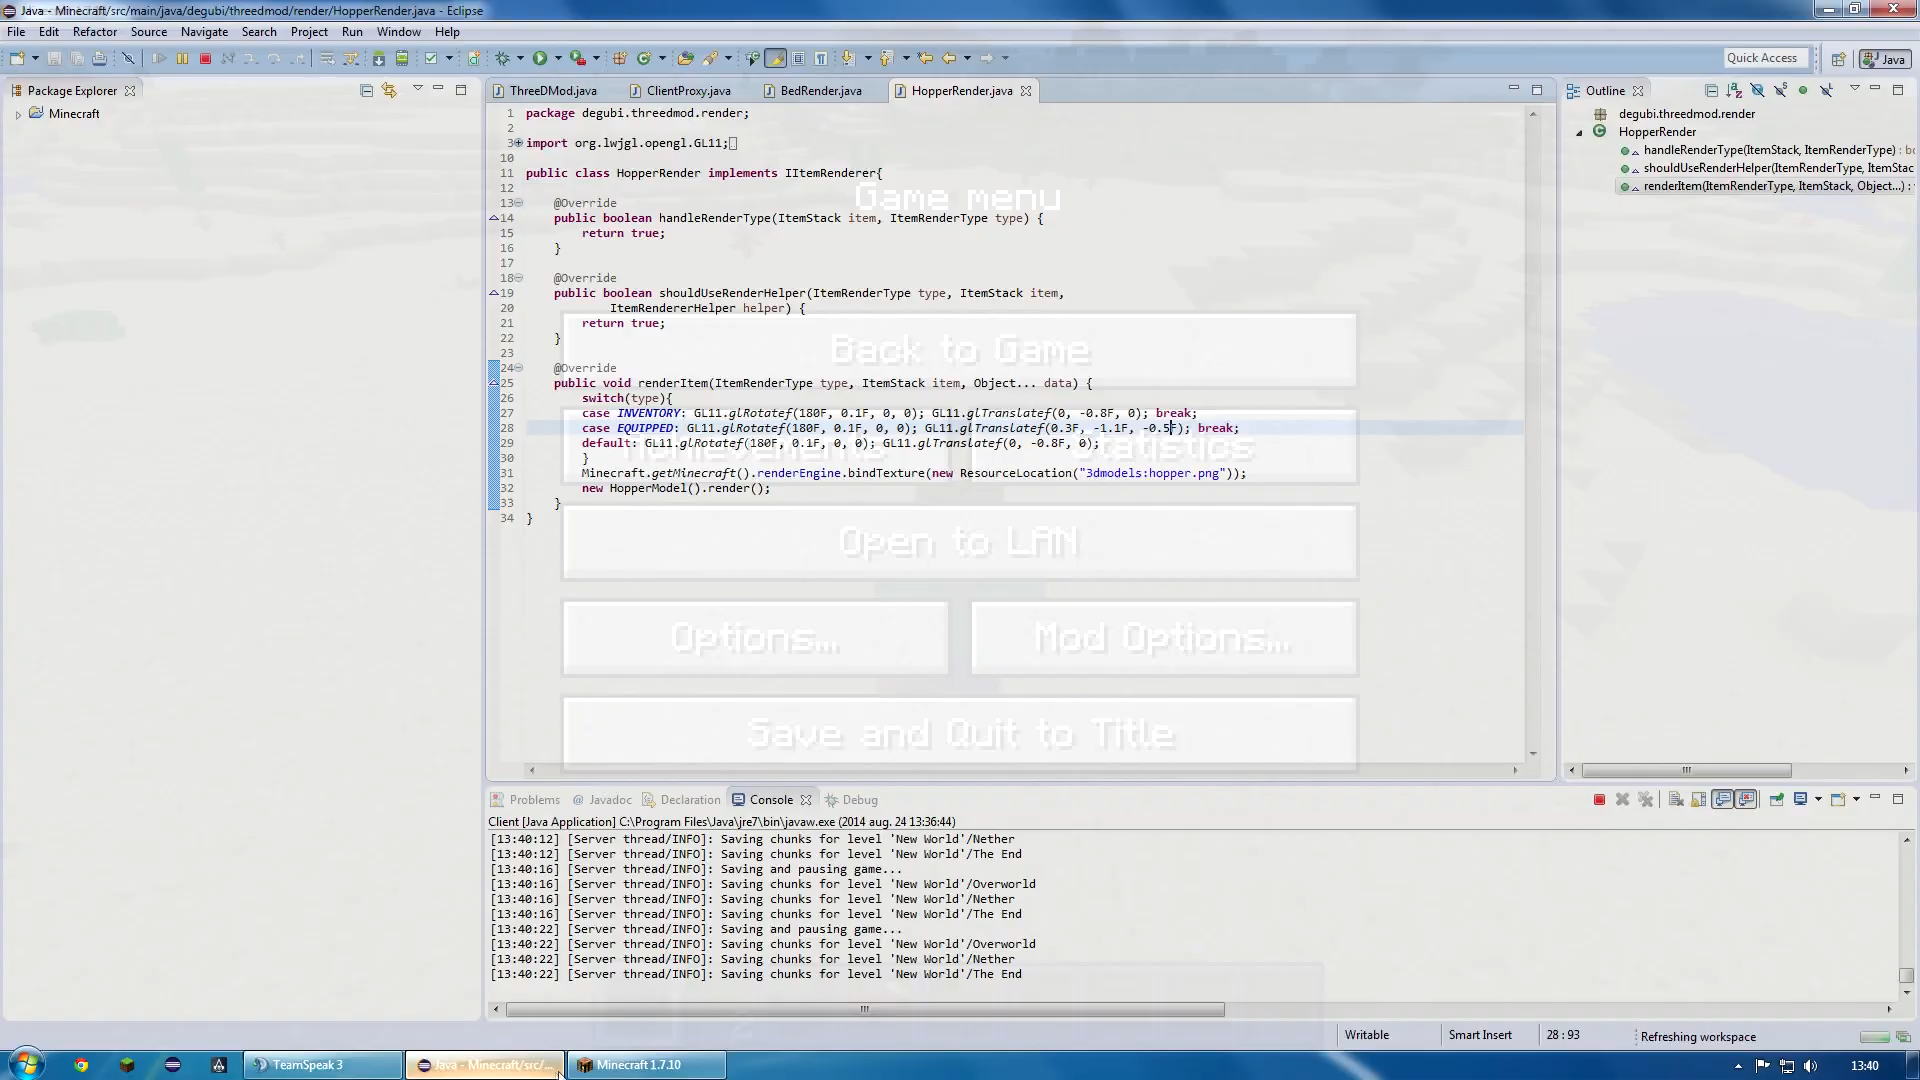 Java - Minecraft/src/main/java/degubi/threedmod/render/HopperRender.java - Eclipse
File Edit Refactor Source Navigate Search Project Run Window Help
Quick Access
Java
Package Explorer
Minecraft
ThreeDMod.java ClientProxy.java BedRender.java HopperRender.java
1 package degubi.threedmod.render;
2
3 import org.lwjgl.opengl.GL11;
10
11 public class HopperRender implements IItemRenderer{
12
13 @Override
14 public boolean handleRenderType(ItemStack item, ItemRenderType type) {
15 return true;
16 }
17
18 @Override
19 public boolean shouldUseRenderHelper(ItemRenderType type, ItemStack item,
20 ItemRendererHelper helper) {
21 return true;
22 }
23
24 @Override
25 public void renderItem(ItemRenderType type, ItemStack item, Object... data) {
26 switch(type){
27 case INVENTORY: GL11.glRotatef(180F, 0.1F, 0, 0); GL11.glTranslatef(0, -0.8F, 0); break;
28 case EQUIPPED: GL11.glRotatef(180F, 0.1F, 0, 0); GL11.glTranslatef(0.3F, -1.1F, -0.5F); break;
29 default: GL11.glRotatef(180F, 0.1F, 0, 0); GL11.glTranslatef(0, -0.8F, 0);
30 }
31 Minecraft.getMinecraft().renderEngine.bindTexture(new ResourceLocation("3dmodels:hopper.png"));
32 new HopperModel().render();
33 }
34 }
Game menu
Back to Game
Achievements Statistics
Open to LAN
Options... Mod Options...
Save and Quit to Title
Outline
degubi.threedmod.render
HopperRender
handleRenderType(ItemStack, ItemRenderType) : bo
shouldUseRenderHelper(ItemRenderType, ItemStac
renderItem(ItemRenderType, ItemStack, Object...) :
Problems @ Javadoc Declaration Console Debug
Client [Java Application] C:\Program Files\Java\jre7\bin\javaw.exe (2014 aug. 24 13:36:44)
[13:40:12] [Server thread/INFO]: Saving chunks for level 'New World'/Nether
[13:40:12] [Server thread/INFO]: Saving chunks for level 'New World'/The End
[13:40:16] [Server thread/INFO]: Saving and pausing game...
[13:40:16] [Server thread/INFO]: Saving chunks for level 'New World'/Overworld
[13:40:16] [Server thread/INFO]: Saving chunks for level 'New World'/Nether
[13:40:16] [Server thread/INFO]: Saving chunks for level 'New World'/The End
[13:40:22] [Server thread/INFO]: Saving and pausing game...
[13:40:22] [Server thread/INFO]: Saving chunks for level 'New World'/Overworld
[13:40:22] [Server thread/INFO]: Saving chunks for level 'New World'/Nether
[13:40:22] [Server thread/INFO]: Saving chunks for level 'New World'/The End
Writable Smart Insert 28 : 93 Refreshing workspace
TeamSpeak 3 Java - Minecraft/src/... Minecraft 1.7.10 13:40